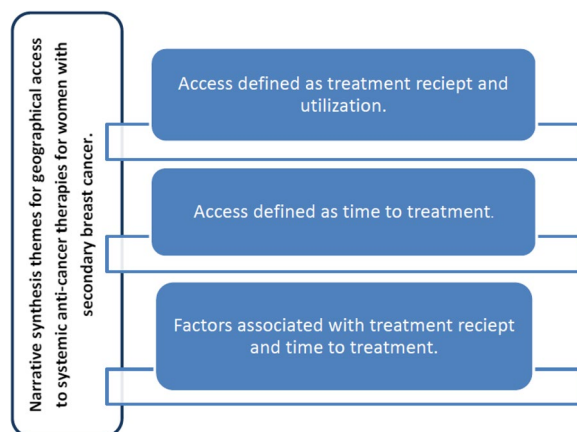 Narrative synthesis themes for geographical access
to systemic anti-cancer therapies for women with
secondary breast cancer.
Access defined as treatment reciept and
utilization.
Access defined as time to treatment.
Factors associated with treatment reciept
and time to treatment.